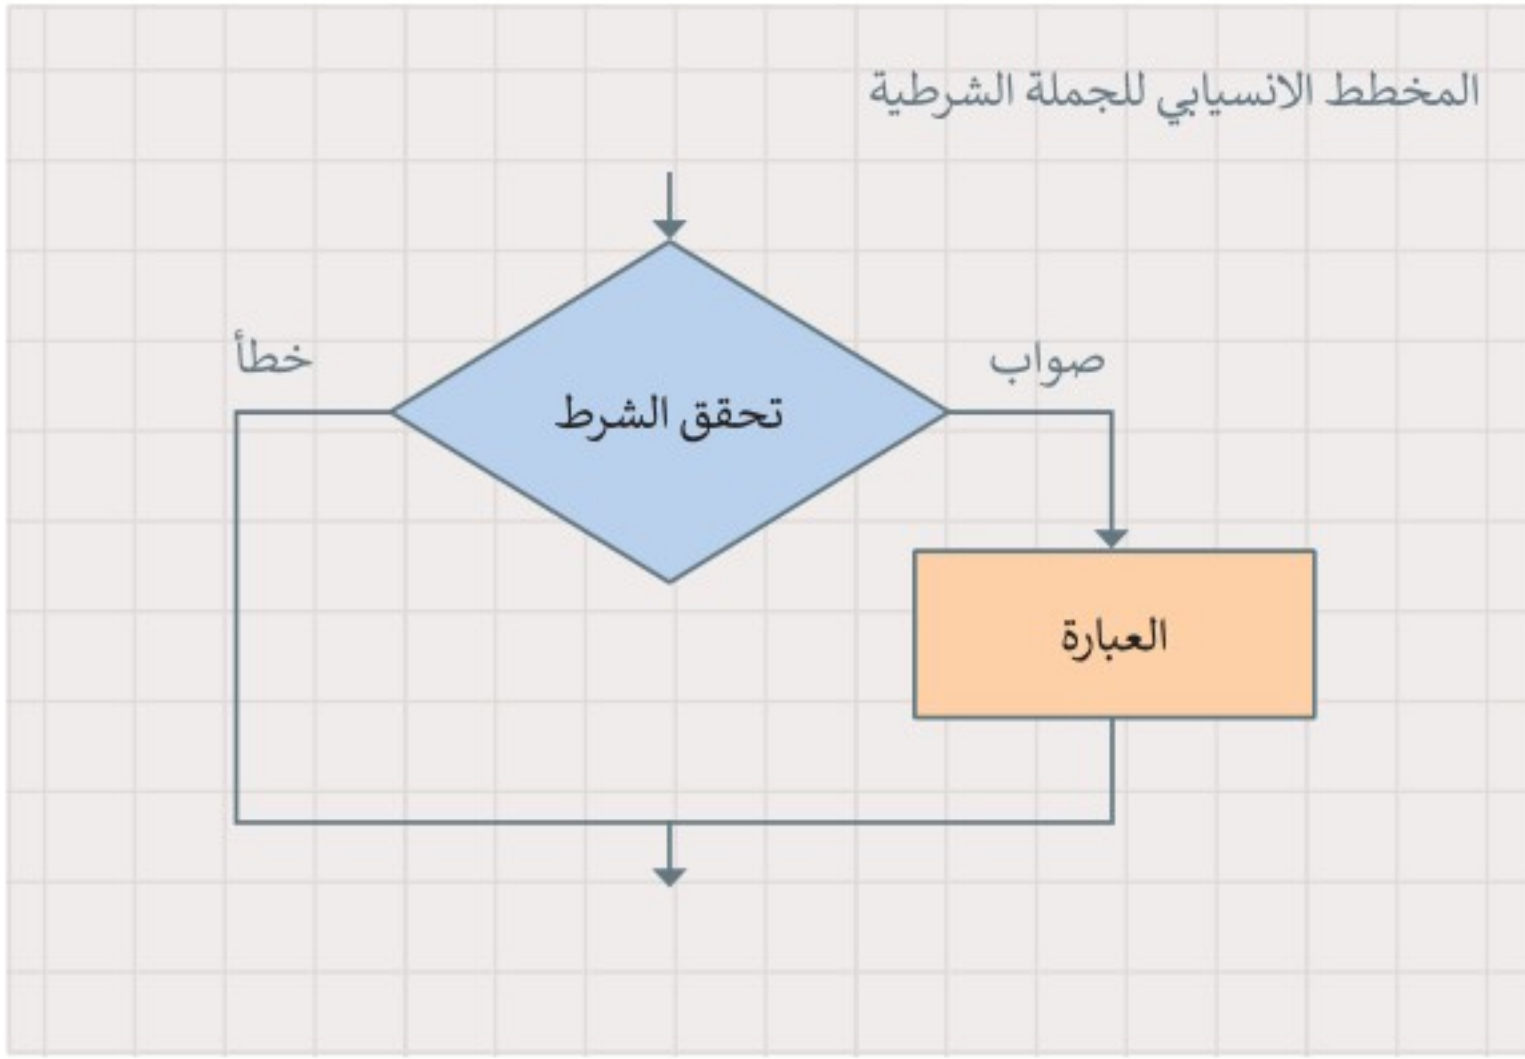 المخطط الانسيابي للجملة الشرطية
صواب
خطأ
تحقق الشرط
العبارة